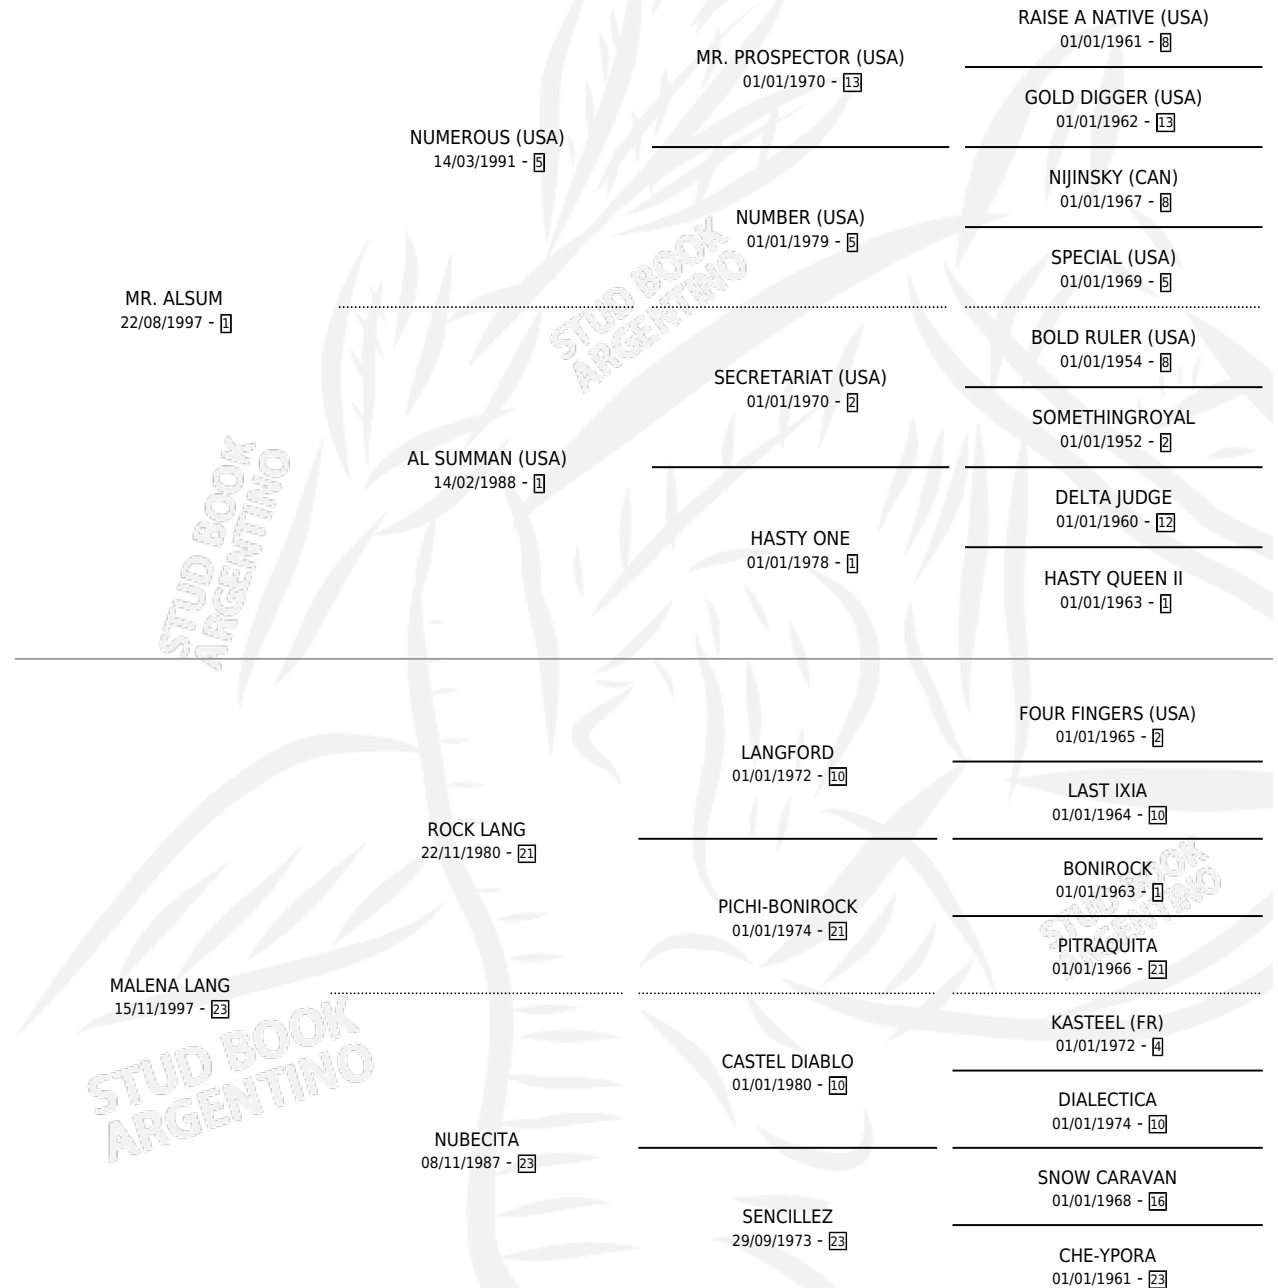 RAISE A NATIVE (USA)
01/01/1961 - 8
MR. PROSPECTOR (USA)
01/01/1970 - 13
GOLD DIGGER (USA)
01/01/1962 - 13
NUMEROUS (USA)
14/03/1991 - 5
NIJINSKY (CAN)
01/01/1967 - 8
NUMBER (USA)
01/01/1979 - 5
SPECIAL (USA)
01/01/1969 - 5
MR. ALSUM
22/08/1997 - 1
STUD BOOK
ARGENTINO
BOLD RULER (USA)
01/01/1954 - 8
SECRETARIAT (USA)
01/01/1970 - 2
SOMETHINGROYAL
01/01/1952 - 2
AL SUMMAN (USA)
14/02/1988 - 1
DELTA JUDGE
01/01/1960 - 12
HASTY ONE
01/01/1978 - 1
HASTY QUEEN II
01/01/1963 - 1
STUD BOOK
ARGENTINO
FOUR FINGERS (USA)
01/01/1965 - 2
LANGFORD
01/01/1972 - 10
LAST IXIA
01/01/1964 - 10
ROCK LANG
22/11/1980 - 21
BONIROCK
01/01/1963 - 1
PICHI-BONIROCK
01/01/1974 - 21
STUD BOOK
ARGENTINO
PITRAQUITA
01/01/1966 - 21
MALENA LANG
15/11/1997 - 23
KASTEEL (FR)
01/01/1972 - 4
CASTEL DIABLO
01/01/1980 - 10
STUD BOOK
ARGENTINO
DIALECTICA
01/01/1974 - 10
NUBECITA
08/11/1987 - 23
SNOW CARAVAN
01/01/1968 - 16
SENCILLEZ
29/09/1973 - 23
CHE-YPORA
01/01/1961 - 23